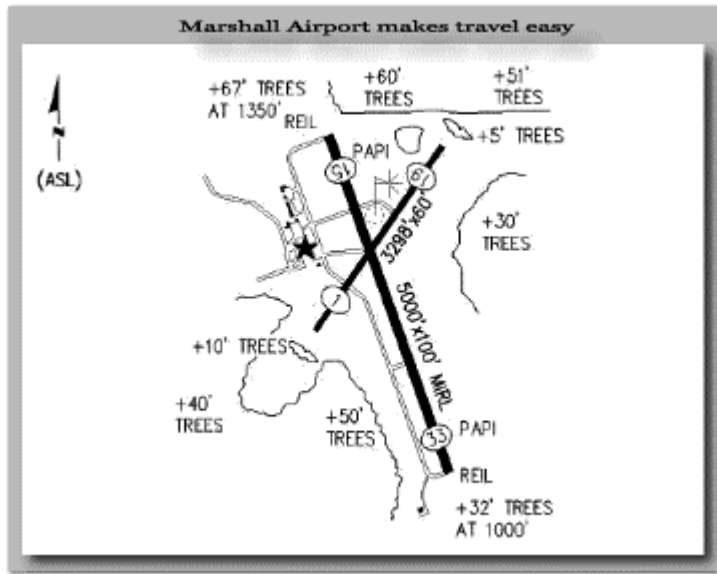 Marshall Airport makes travel easy
+67' TREES
AT 1350'
+60'
TREES
+51'
TREES
REIL
PAPI
+5' TREES
N
(ASL)
15
19
+30'
TREES
3298'x60'
1
5000'x100' MIRL
+10' TREES
+40'
TREES
+50'
TREES
33
PAPI
REIL
+32' TREES
AT 1000'